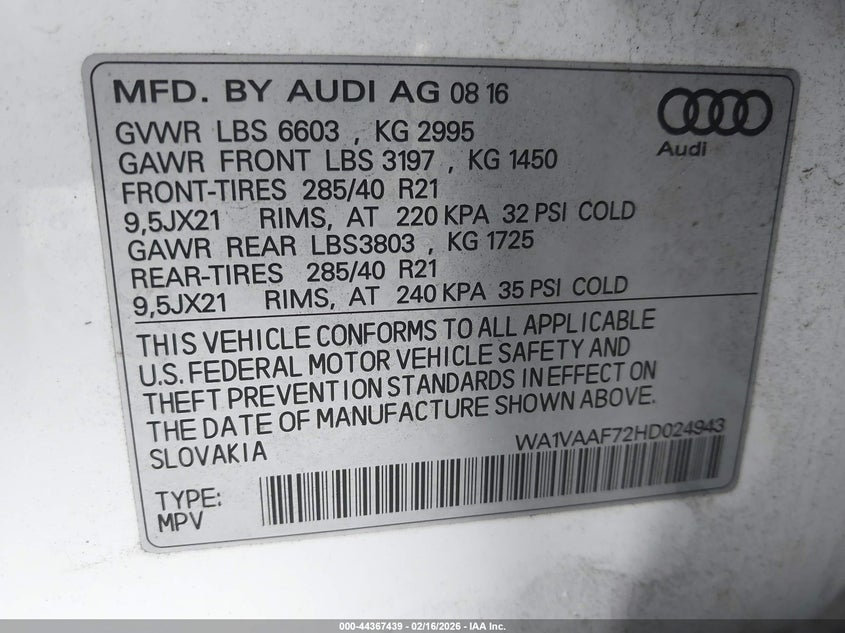 MFD. BY AUDI AG 08 16
Audi
GVWR LBS 6603 , KG 2995
GAWR FRONT LBS 3197 , KG 1450
FRONT-TIRES 285/40 R21
9,5JX21 RIMS, AT 220 KPA 32 PSI COLD
GAWR REAR LBS3803 , KG 1725
REAR-TIRES 285/40 R21
9,5JX21 RIMS, AT 240 KPA 35 PSI COLD
THIS VEHICLE CONFORMS TO ALL APPLICABLE
U.S. FEDERAL MOTOR VEHICLE SAFETY AND
THEFT PREVENTION STANDARDS IN EFFECT ON
THE DATE OF MANUFACTURE SHOWN ABOVE.
SLOVAKIA
WA1VAAF72HD024943
TYPE:
MPV
000-44367439 - 02/16/2026 - IAA Inc.